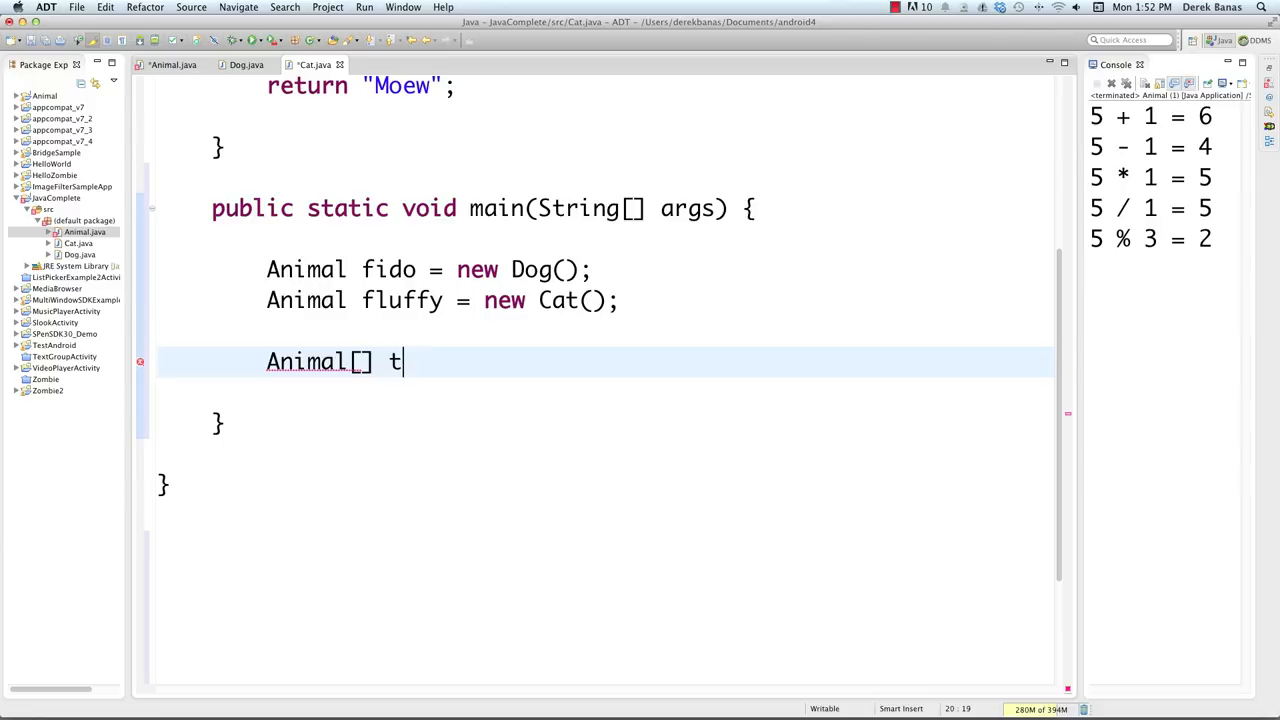 ADT File Edit Refactor Source Navigate Search Project Run Window Help 10 Mon 1:52 PM Derek Banas
Java - JavaComplete/src/Cat.java - ADT - /Users/derekbanas/Documents/android4
Quick Access Java DDMS
Package Exp
*Animal.java Dog.java *Cat.java
Console
<terminated> Animal (1) [Java Application] /S
Animal
appcompat_v7
appcompat_v7_2
appcompat_v7_3
appcompat_v7_4
BridgeSample
HelloWorld
HelloZombie
ImageFilterSampleApp
JavaComplete
src
(default package)
Animal.java
Cat.java
Dog.java
JRE System Library [Ja
ListPickerExample2Activi
MediaBrowser
MultiWindowSDKExample
MusicPlayerActivity
SlookActivity
SPenSDK30_Demo
TestAndroid
TextGroupActivity
VideoPlayerActivity
Zombie
Zombie2
return "Moew";
}
public static void main(String[] args) {
Animal fido = new Dog();
Animal fluffy = new Cat();
Animal[] t
}
}
5 + 1 = 6
5 - 1 = 4
5 * 1 = 5
5 / 1 = 5
5 % 3 = 2
Writable Smart Insert 20 : 19 280M of 394M